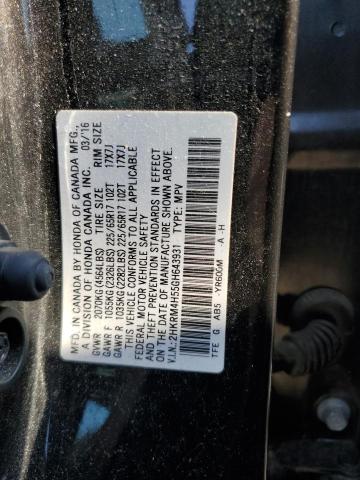 MFD. IN CANADA BY HONDA OF CANADA MFG.,
A DIVISION OF HONDA CANADA INC. 03/16
GVWR 2070KG(4564LBS) TIRE SIZE RIM SIZE
GAWR F 1055KG(2326LBS) 225/65R17 102T 17X7J
GAWR R 1035KG(2282LBS) 225/65R17 102T 17X7J
THIS VEHICLE CONFORMS TO ALL APPLICABLE
FEDERAL MOTOR VEHICLE SAFETY
AND THEFT PREVENTION STANDARDS IN EFFECT
ON THE DATE OF MANUFACTURE SHOWN ABOVE.
V.I.N.: 2HKRM4H55GH643931 TYPE: MPV
TFE G AB5 -YR600M -A -H